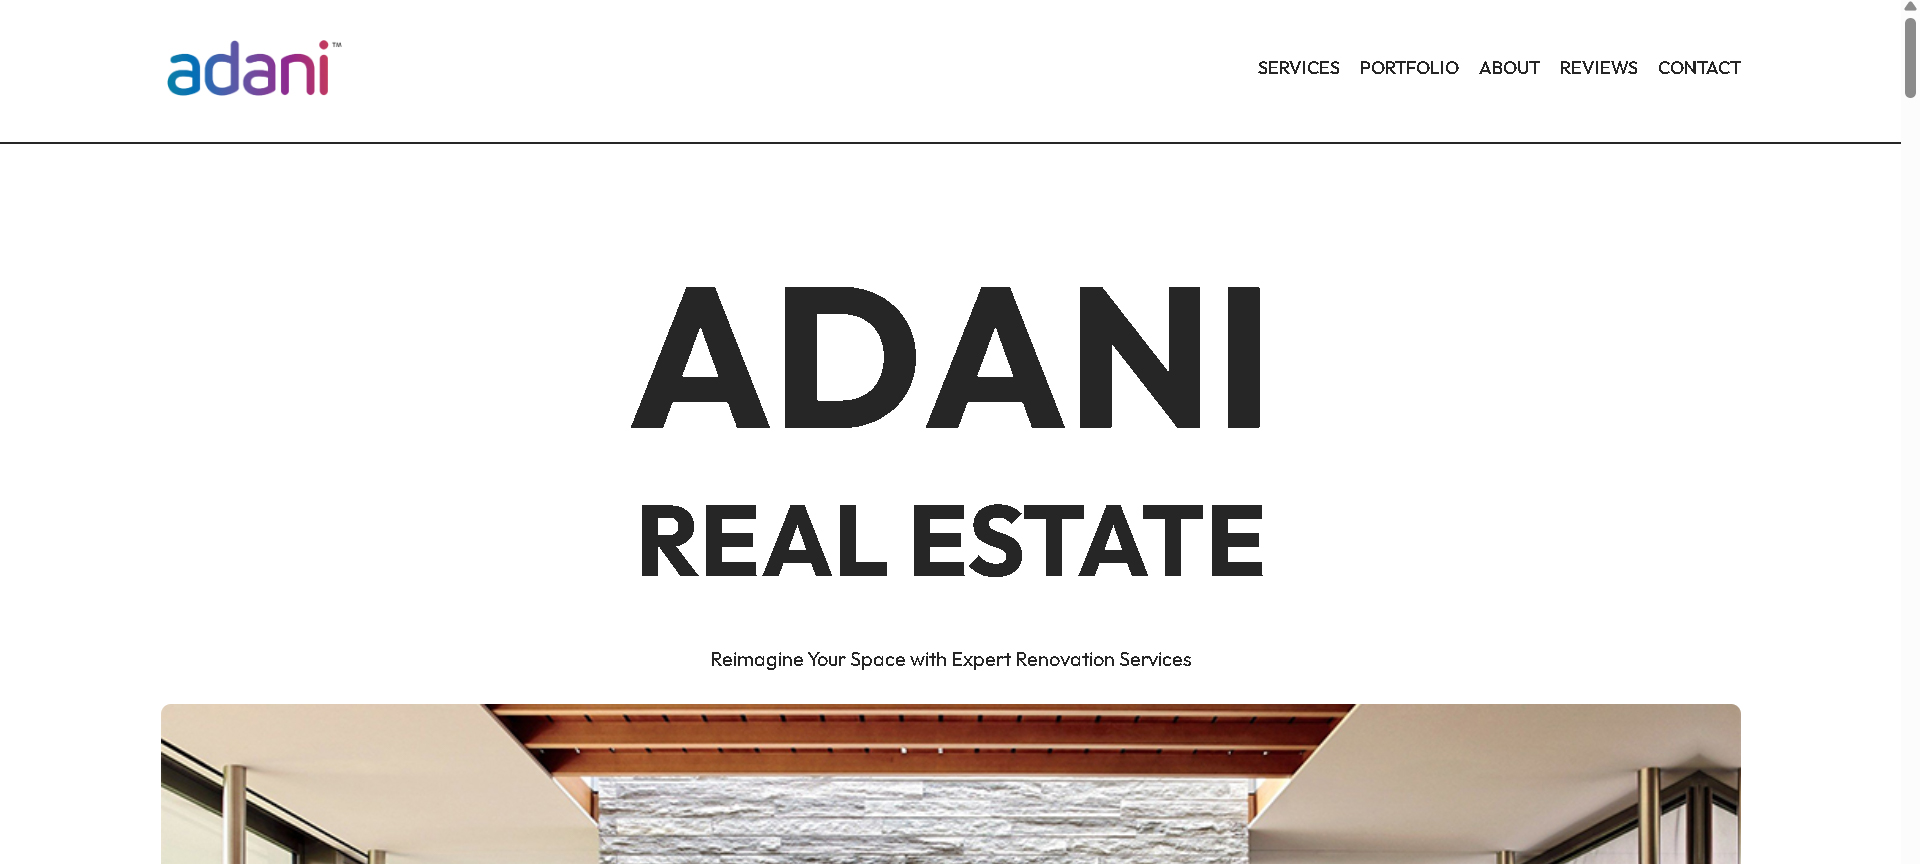 adani™
SERVICES PORTFOLIO ABOUT REVIEWS CONTACT
ADANI
REAL ESTATE
Reimagine Your Space with Expert Renovation Services